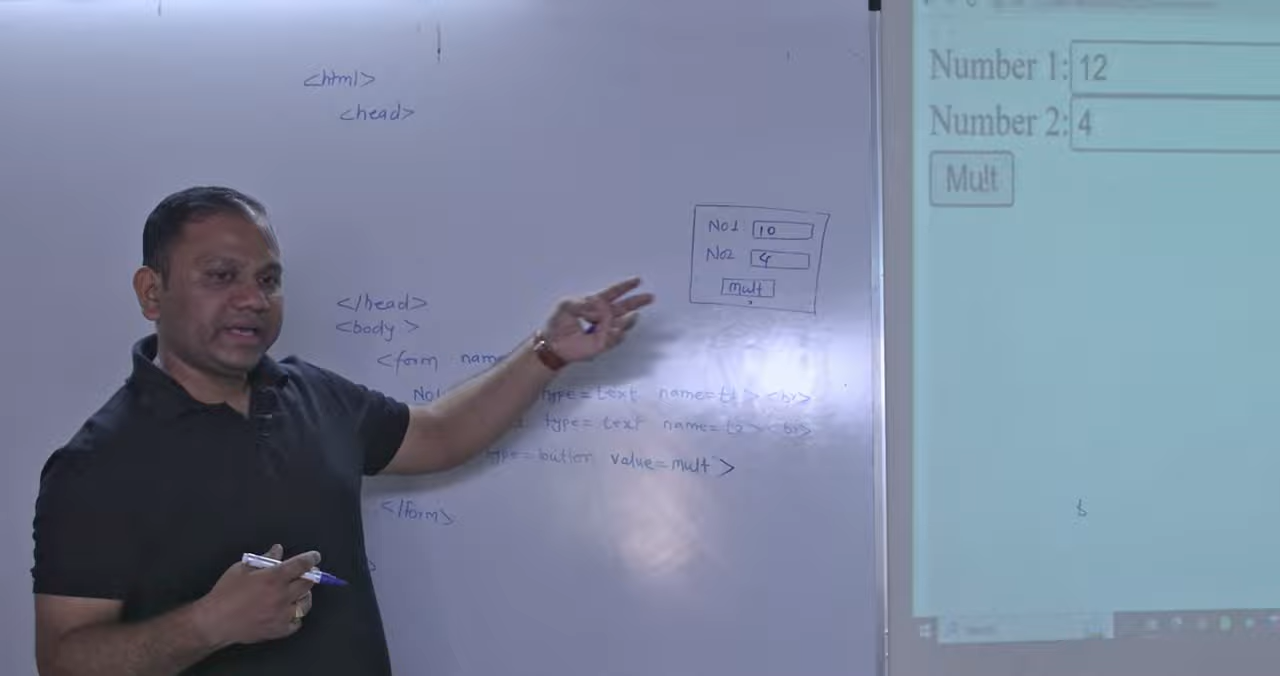 <html>
<head>
</head>
<body >
<form name
No1 type=text name=t1 > <br>
type= text name=t2 > <br>
type=button value=mult >
</form>
No1 10
No2 4
mult
Number 1: 12
Number 2: 4
Mult